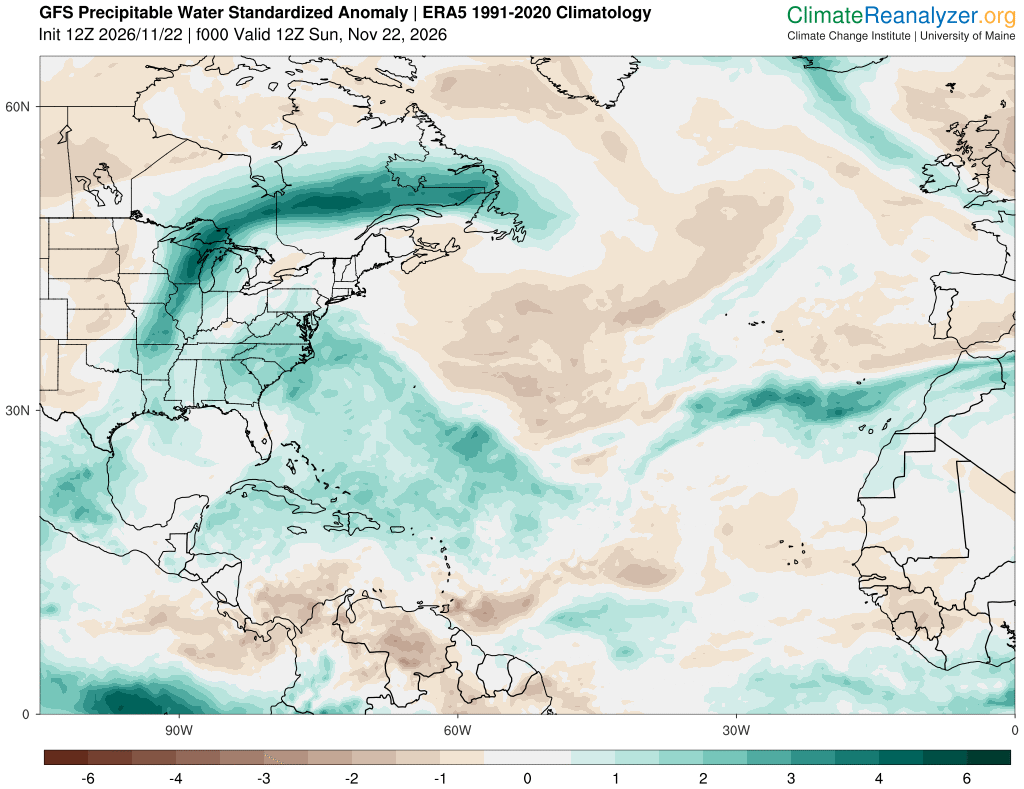 GFS Precipitable Water Standardized Anomaly | ERA5 1991-2020 Climatology
Init 12Z 2026/11/22 | f000 Valid 12Z Sun, Nov 22, 2026
ClimateReanalyzer.org
Climate Change Institute | University of Maine
60N
30N
0
90W 60W 30W 0
-6 -4 -3 -2 -1 0 1 2 3 4 6